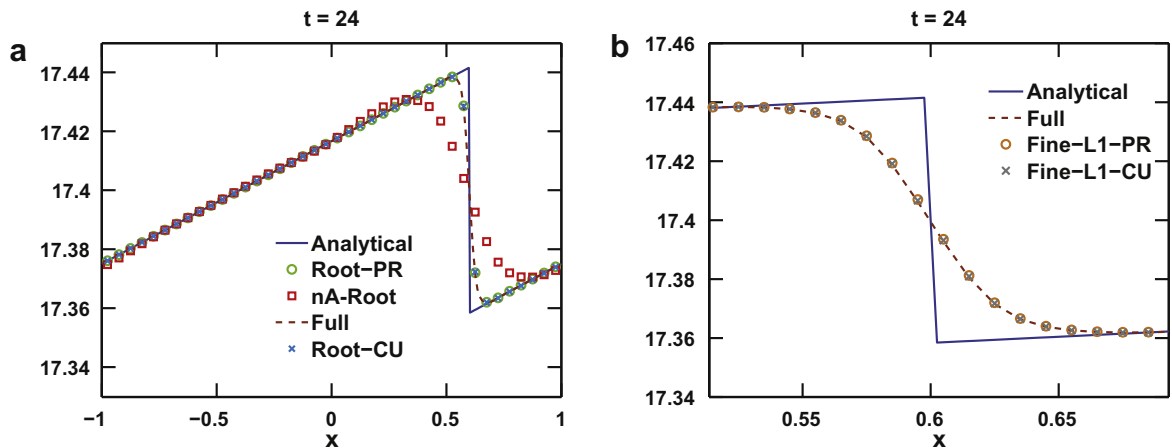 a
t = 24
17.44
17.42
17.4
17.38
17.36
17.34
−1
−0.5
0
0.5
1
x
Analytical
Root−PR
nA−Root
Full
Root−CU
b
t = 24
17.46
17.44
17.42
17.4
17.38
17.36
17.34
0.55
0.6
0.65
x
Analytical
Full
Fine−L1−PR
Fine−L1−CU